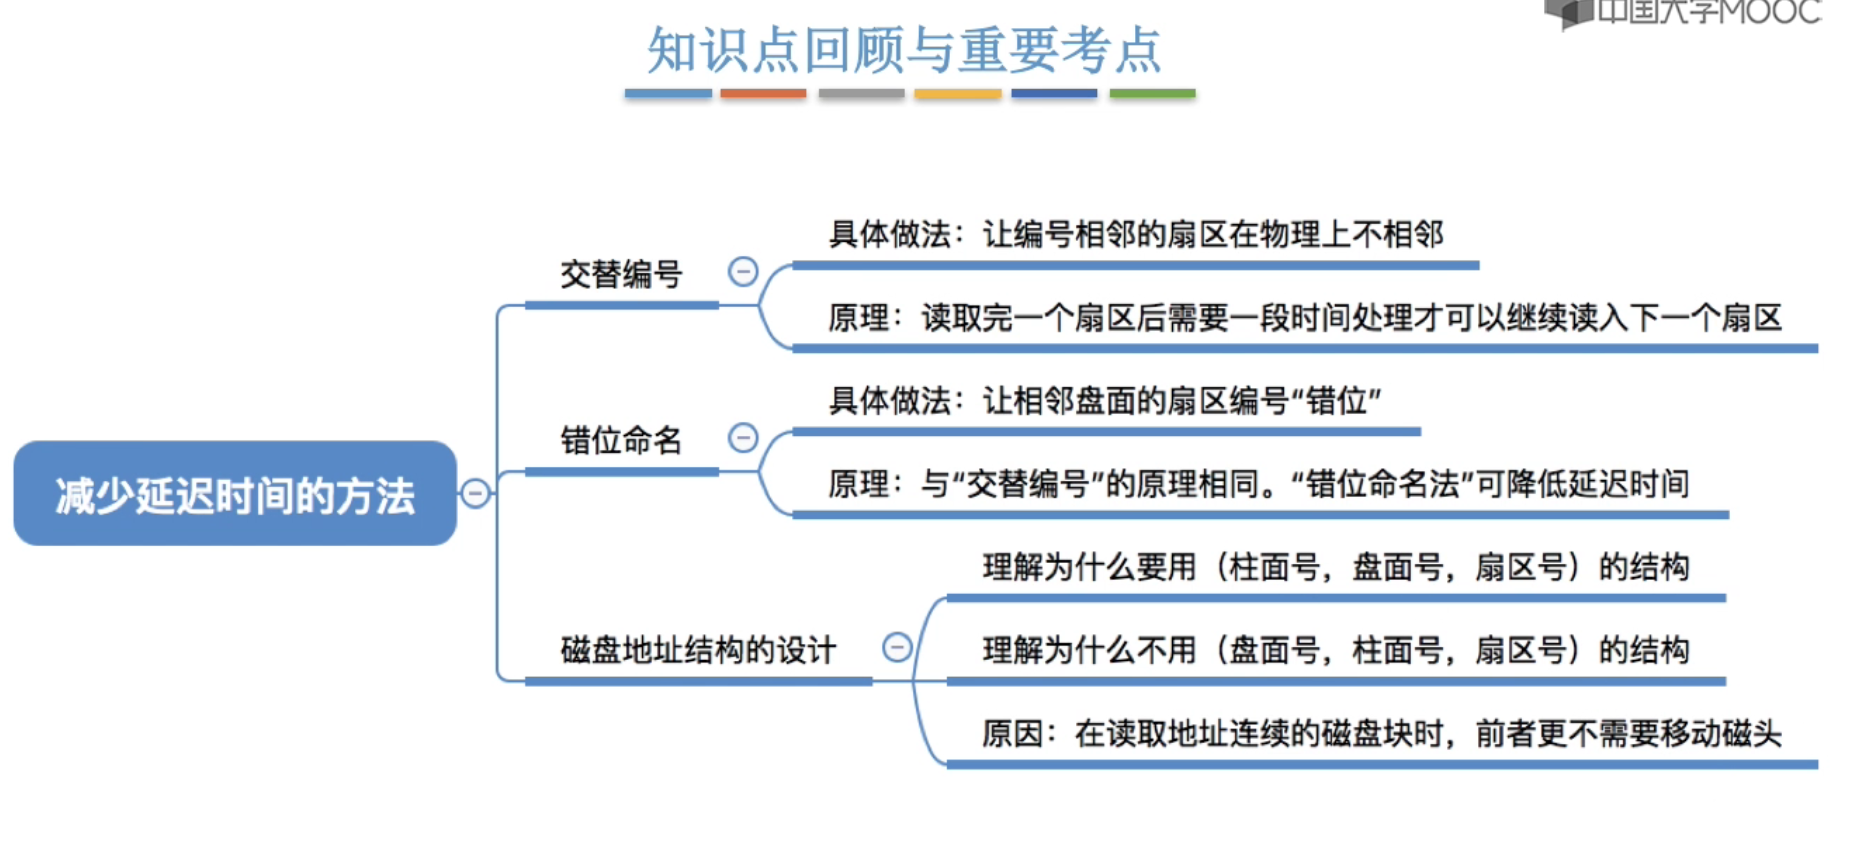 中国大学MOOC
知识点回顾与重要考点
减少延迟时间的方法
交替编号
具体做法：让编号相邻的扇区在物理上不相邻
原理：读取完一个扇区后需要一段时间处理才可以继续读入下一个扇区
错位命名
具体做法：让相邻盘面的扇区编号“错位”
原理：与“交替编号”的原理相同。“错位命名法”可降低延迟时间
磁盘地址结构的设计
理解为什么要用（柱面号，盘面号，扇区号）的结构
理解为什么不用（盘面号，柱面号，扇区号）的结构
原因：在读取地址连续的磁盘块时，前者更不需要移动磁头